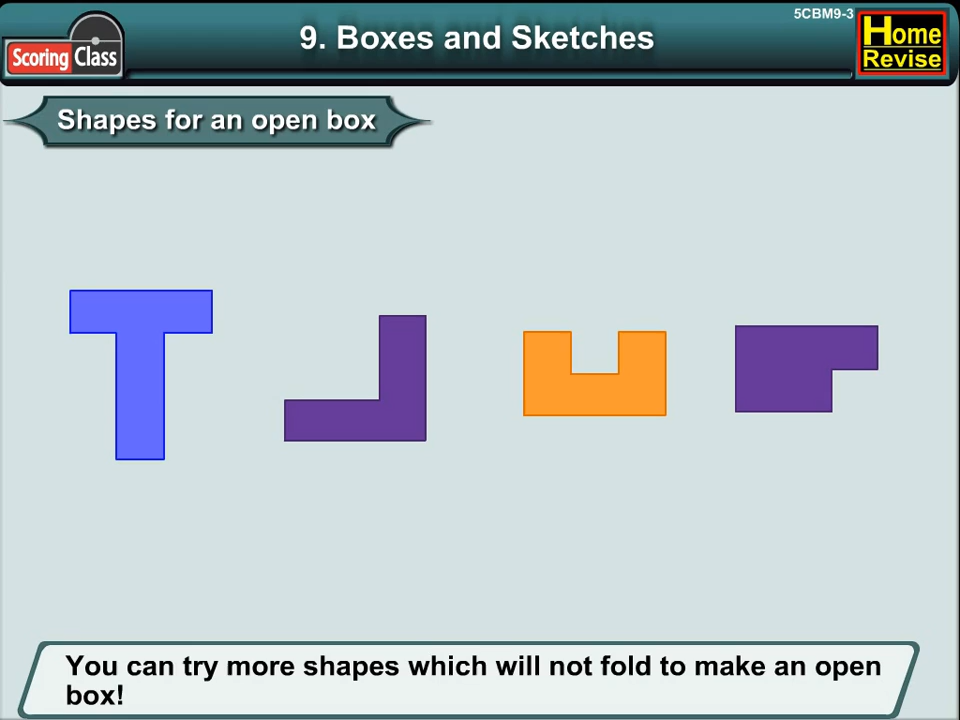 5CBM9-3
Scoring Class
9. Boxes and Sketches
Home
Revise
Shapes for an open box
You can try more shapes which will not fold to make an open
box!